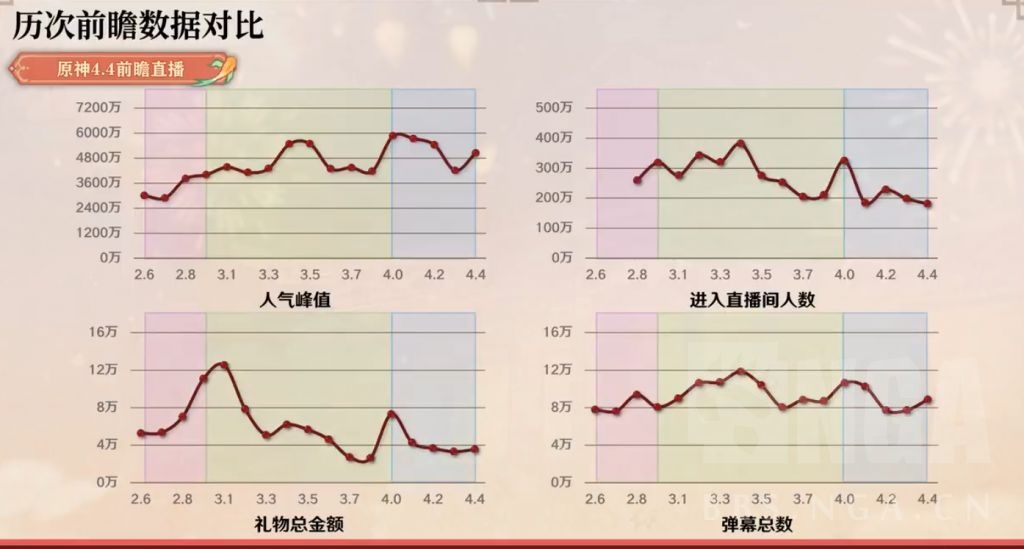 历次前瞻数据对比
原神4.4前瞻直播
7200万
6000万
4800万
3600万
2400万
1200万
0万
2.6 2.8 3.1 3.3 3.5 3.7 4.0 4.2 4.4
人气峰值
500万
400万
300万
200万
100万
0万
2.6 2.8 3.1 3.3 3.5 3.7 4.0 4.2 4.4
进入直播间人数
16万
12万
8万
4万
0万
2.6 2.8 3.1 3.3 3.5 3.7 4.0 4.2 4.4
礼物总金额
16万
12万
8万
4万
0万
2.6 2.8 3.1 3.3 3.5 3.7 4.0 4.2 4.4
弹幕总数
NGA
BBS.NGA.CN